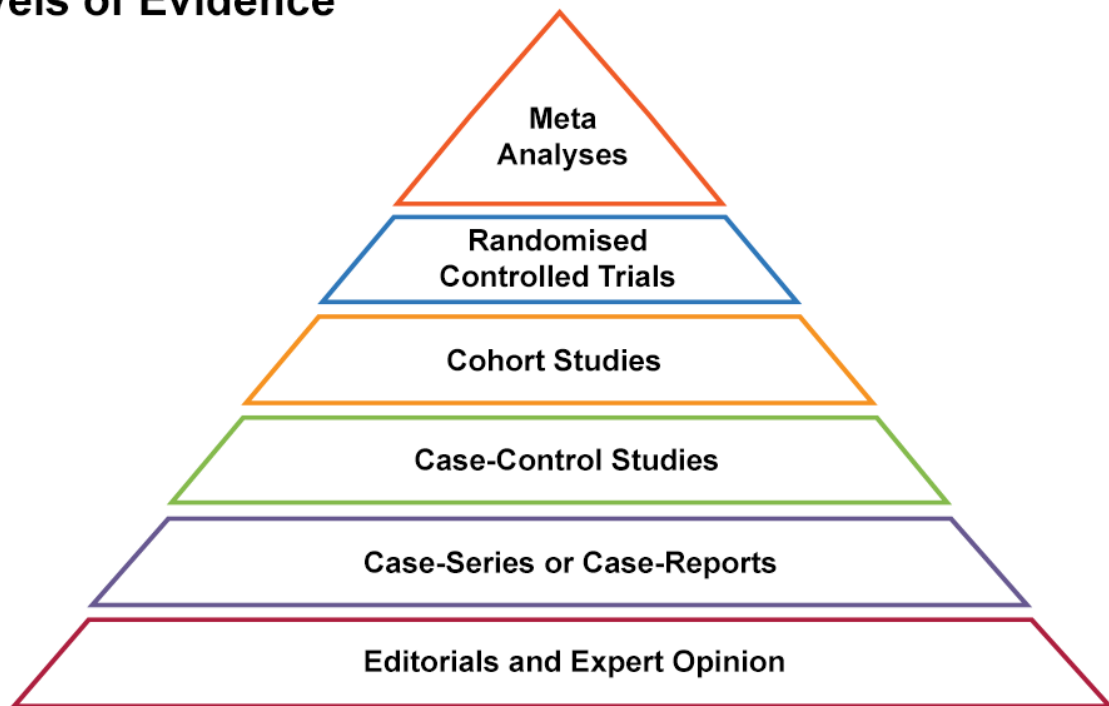 of Evidence
Meta
Analyses
Randomised
Controlled Trials
Cohort Studies
Case-Control Studies
Case-Series or Case-Reports
Editorials and Expert Opinion